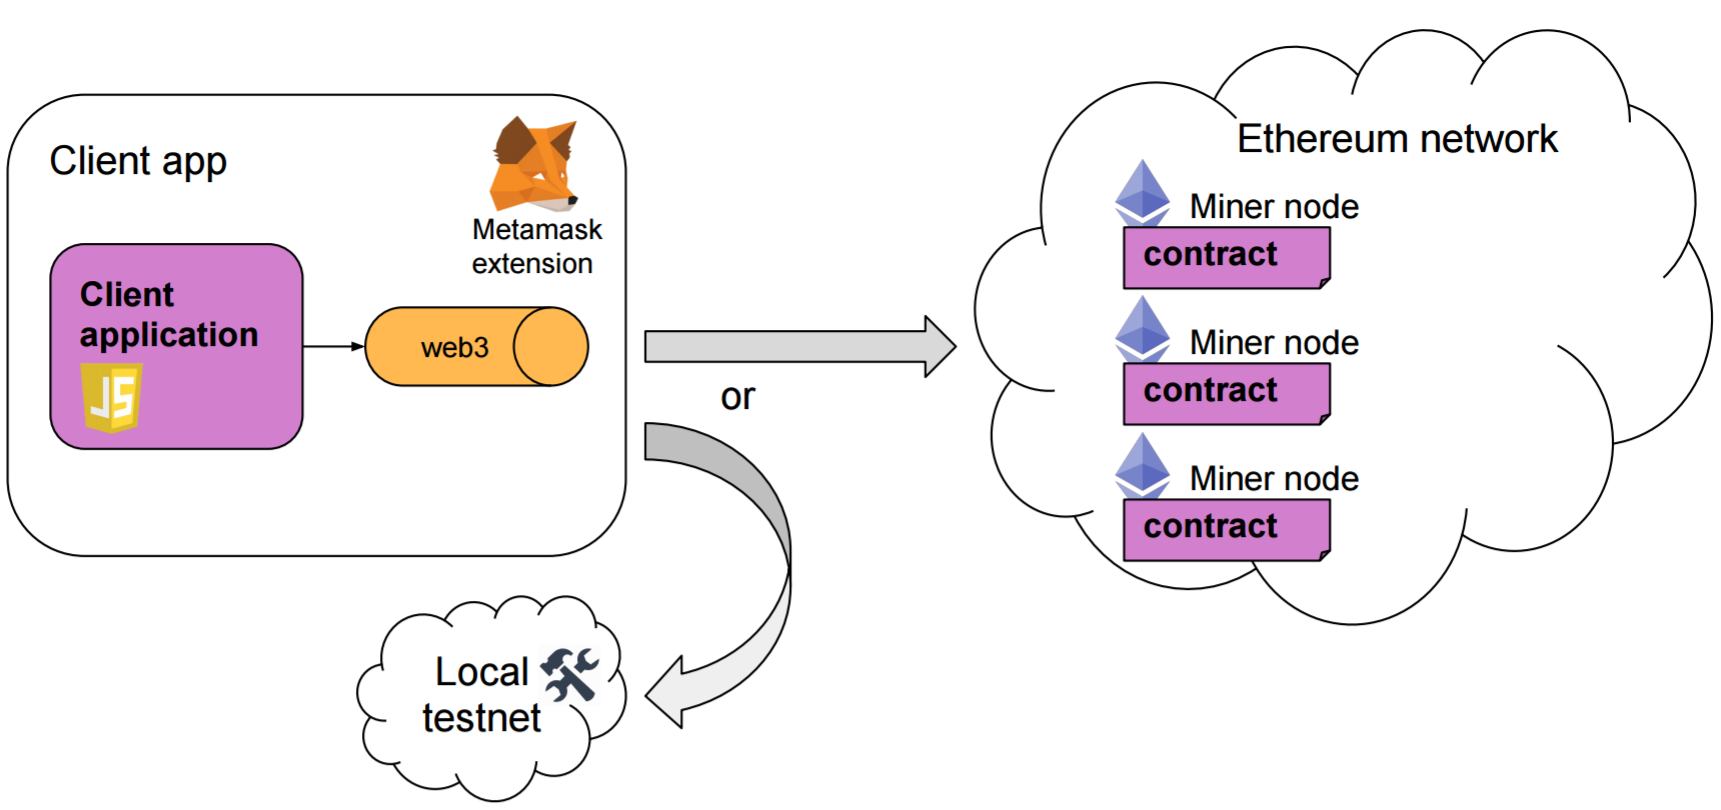 Client app
Metamask
extension
Client
application
JS
web3
or
Local
testnet
Ethereum network
Miner node
contract
Miner node
contract
Miner node
contract